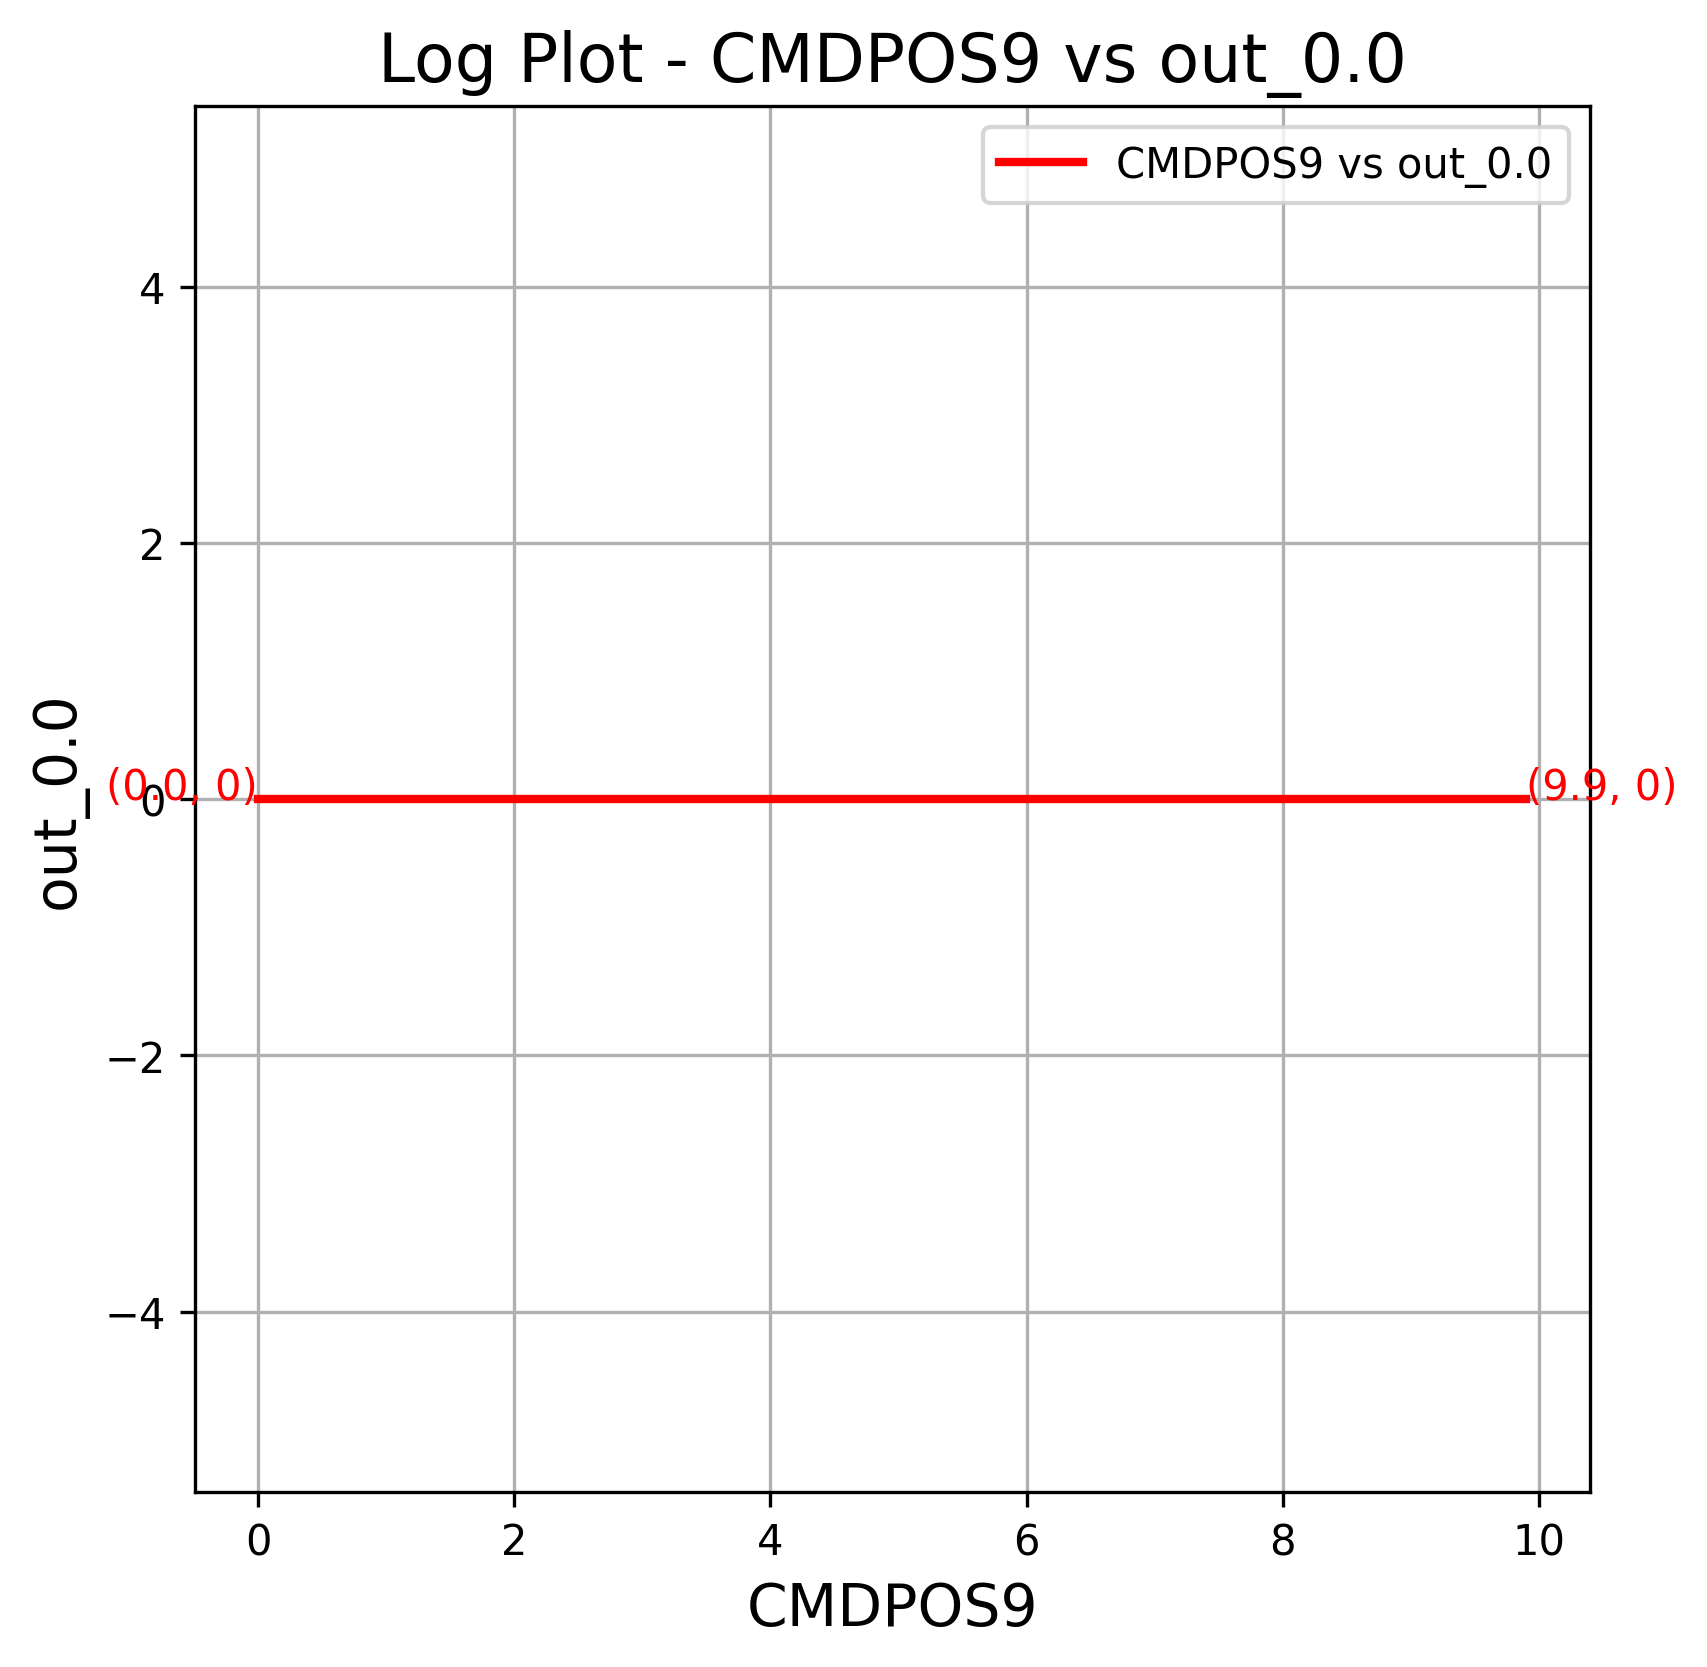 Log Plot - CMDPOS9 vs out_0.0
CMDPOS9 vs out_0.0
4
2
(0.0, 0)
0
(9.9, 0)
−2
−4
out_0.0
0 2 4 6 8 10
CMDPOS9